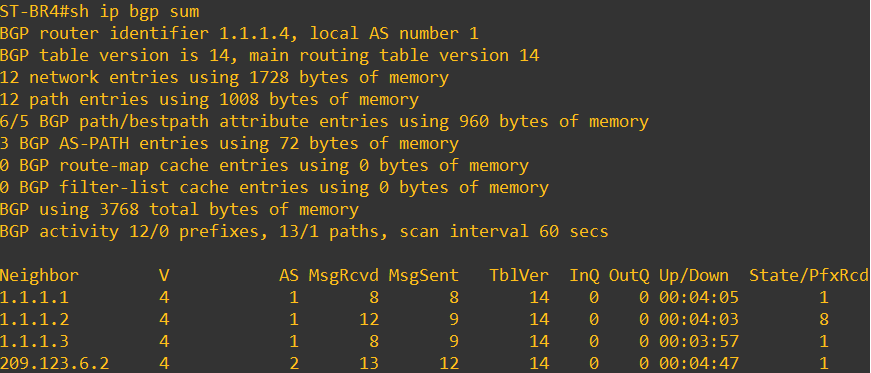 ST-BR4#sh ip bgp sum
BGP router identifier 1.1.1.4, local AS number 1
BGP table version is 14, main routing table version 14
12 network entries using 1728 bytes of memory
12 path entries using 1008 bytes of memory
6/5 BGP path/bestpath attribute entries using 960 bytes of memory
3 BGP AS-PATH entries using 72 bytes of memory
0 BGP route-map cache entries using 0 bytes of memory
0 BGP filter-list cache entries using 0 bytes of memory
BGP using 3768 total bytes of memory
BGP activity 12/0 prefixes, 13/1 paths, scan interval 60 secs

Neighbor        V           AS MsgRcvd MsgSent   TblVer  InQ OutQ Up/Down  State/PfxRcd
1.1.1.1         4            1       8       8       14    0    0 00:04:05        1
1.1.1.2         4            1      12       9       14    0    0 00:04:03        8
1.1.1.3         4            1       8       9       14    0    0 00:03:57        1
209.123.6.2     4            2      13      12       14    0    0 00:04:47        1